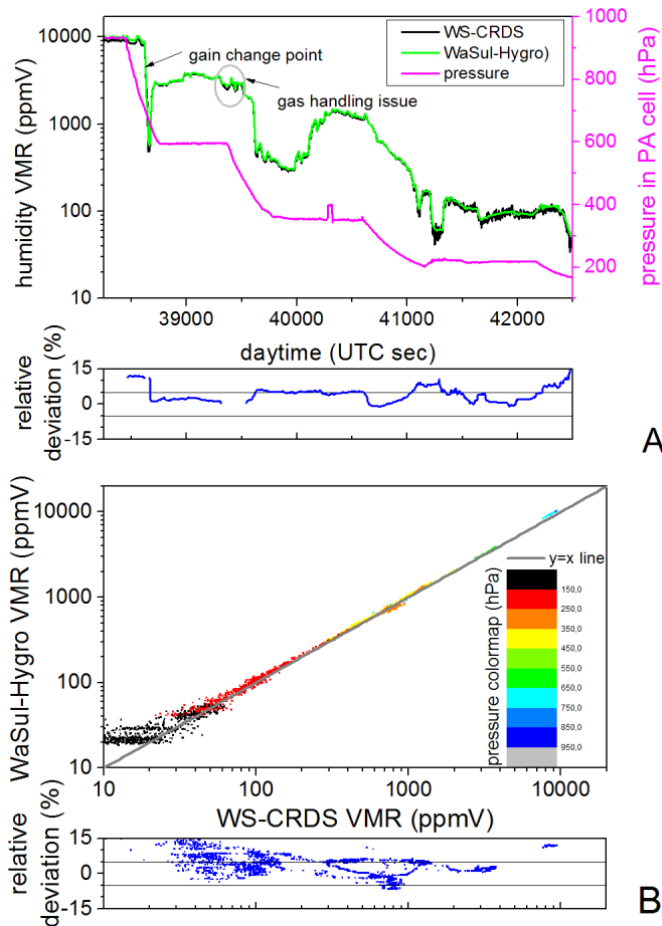 WS-CRDS
WaSul-Hygro)
pressure
gain change point
gas handling issue
humidity VMR (ppmV)
10000
1000
100
10
pressure in PA cell (hPa)
1000
800
600
400
200
39000 40000 41000 42000
daytime (UTC sec)
relative
deviation (%)
15
0
-15
A
WaSul-Hygro VMR (ppmV)
10000
1000
100
10
y=x line
pressure colormap (hPa)
150,0
250,0
350,0
450,0
550,0
650,0
750,0
850,0
950,0
10 100 1000 10000
WS-CRDS VMR (ppmV)
relative
deviation (%)
15
0
-15
B